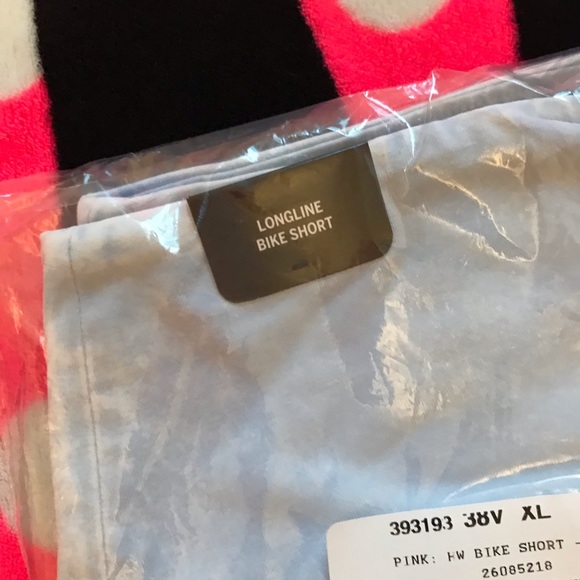 LONGLINE
BIKE SHORT
393193 38V XL
PINK: HW BIKE SHORT -
26085218